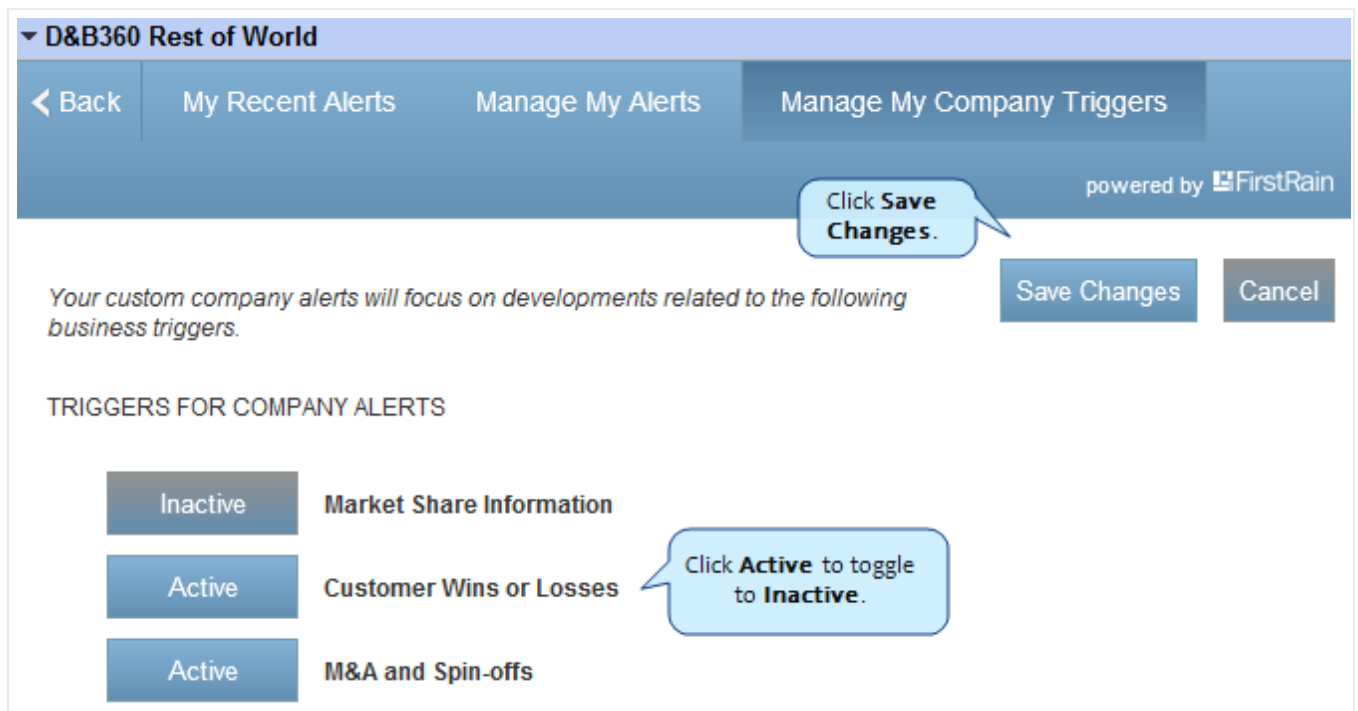 D&B360 Rest of World
Back My Recent Alerts Manage My Alerts Manage My Company Triggers
powered by FirstRain
Click Save
Changes.
Save Changes Cancel
Your custom company alerts will focus on developments related to the following
business triggers.
TRIGGERS FOR COMPANY ALERTS
Inactive Market Share Information
Active Customer Wins or Losses
Click Active to toggle
to Inactive.
Active M&A and Spin-offs